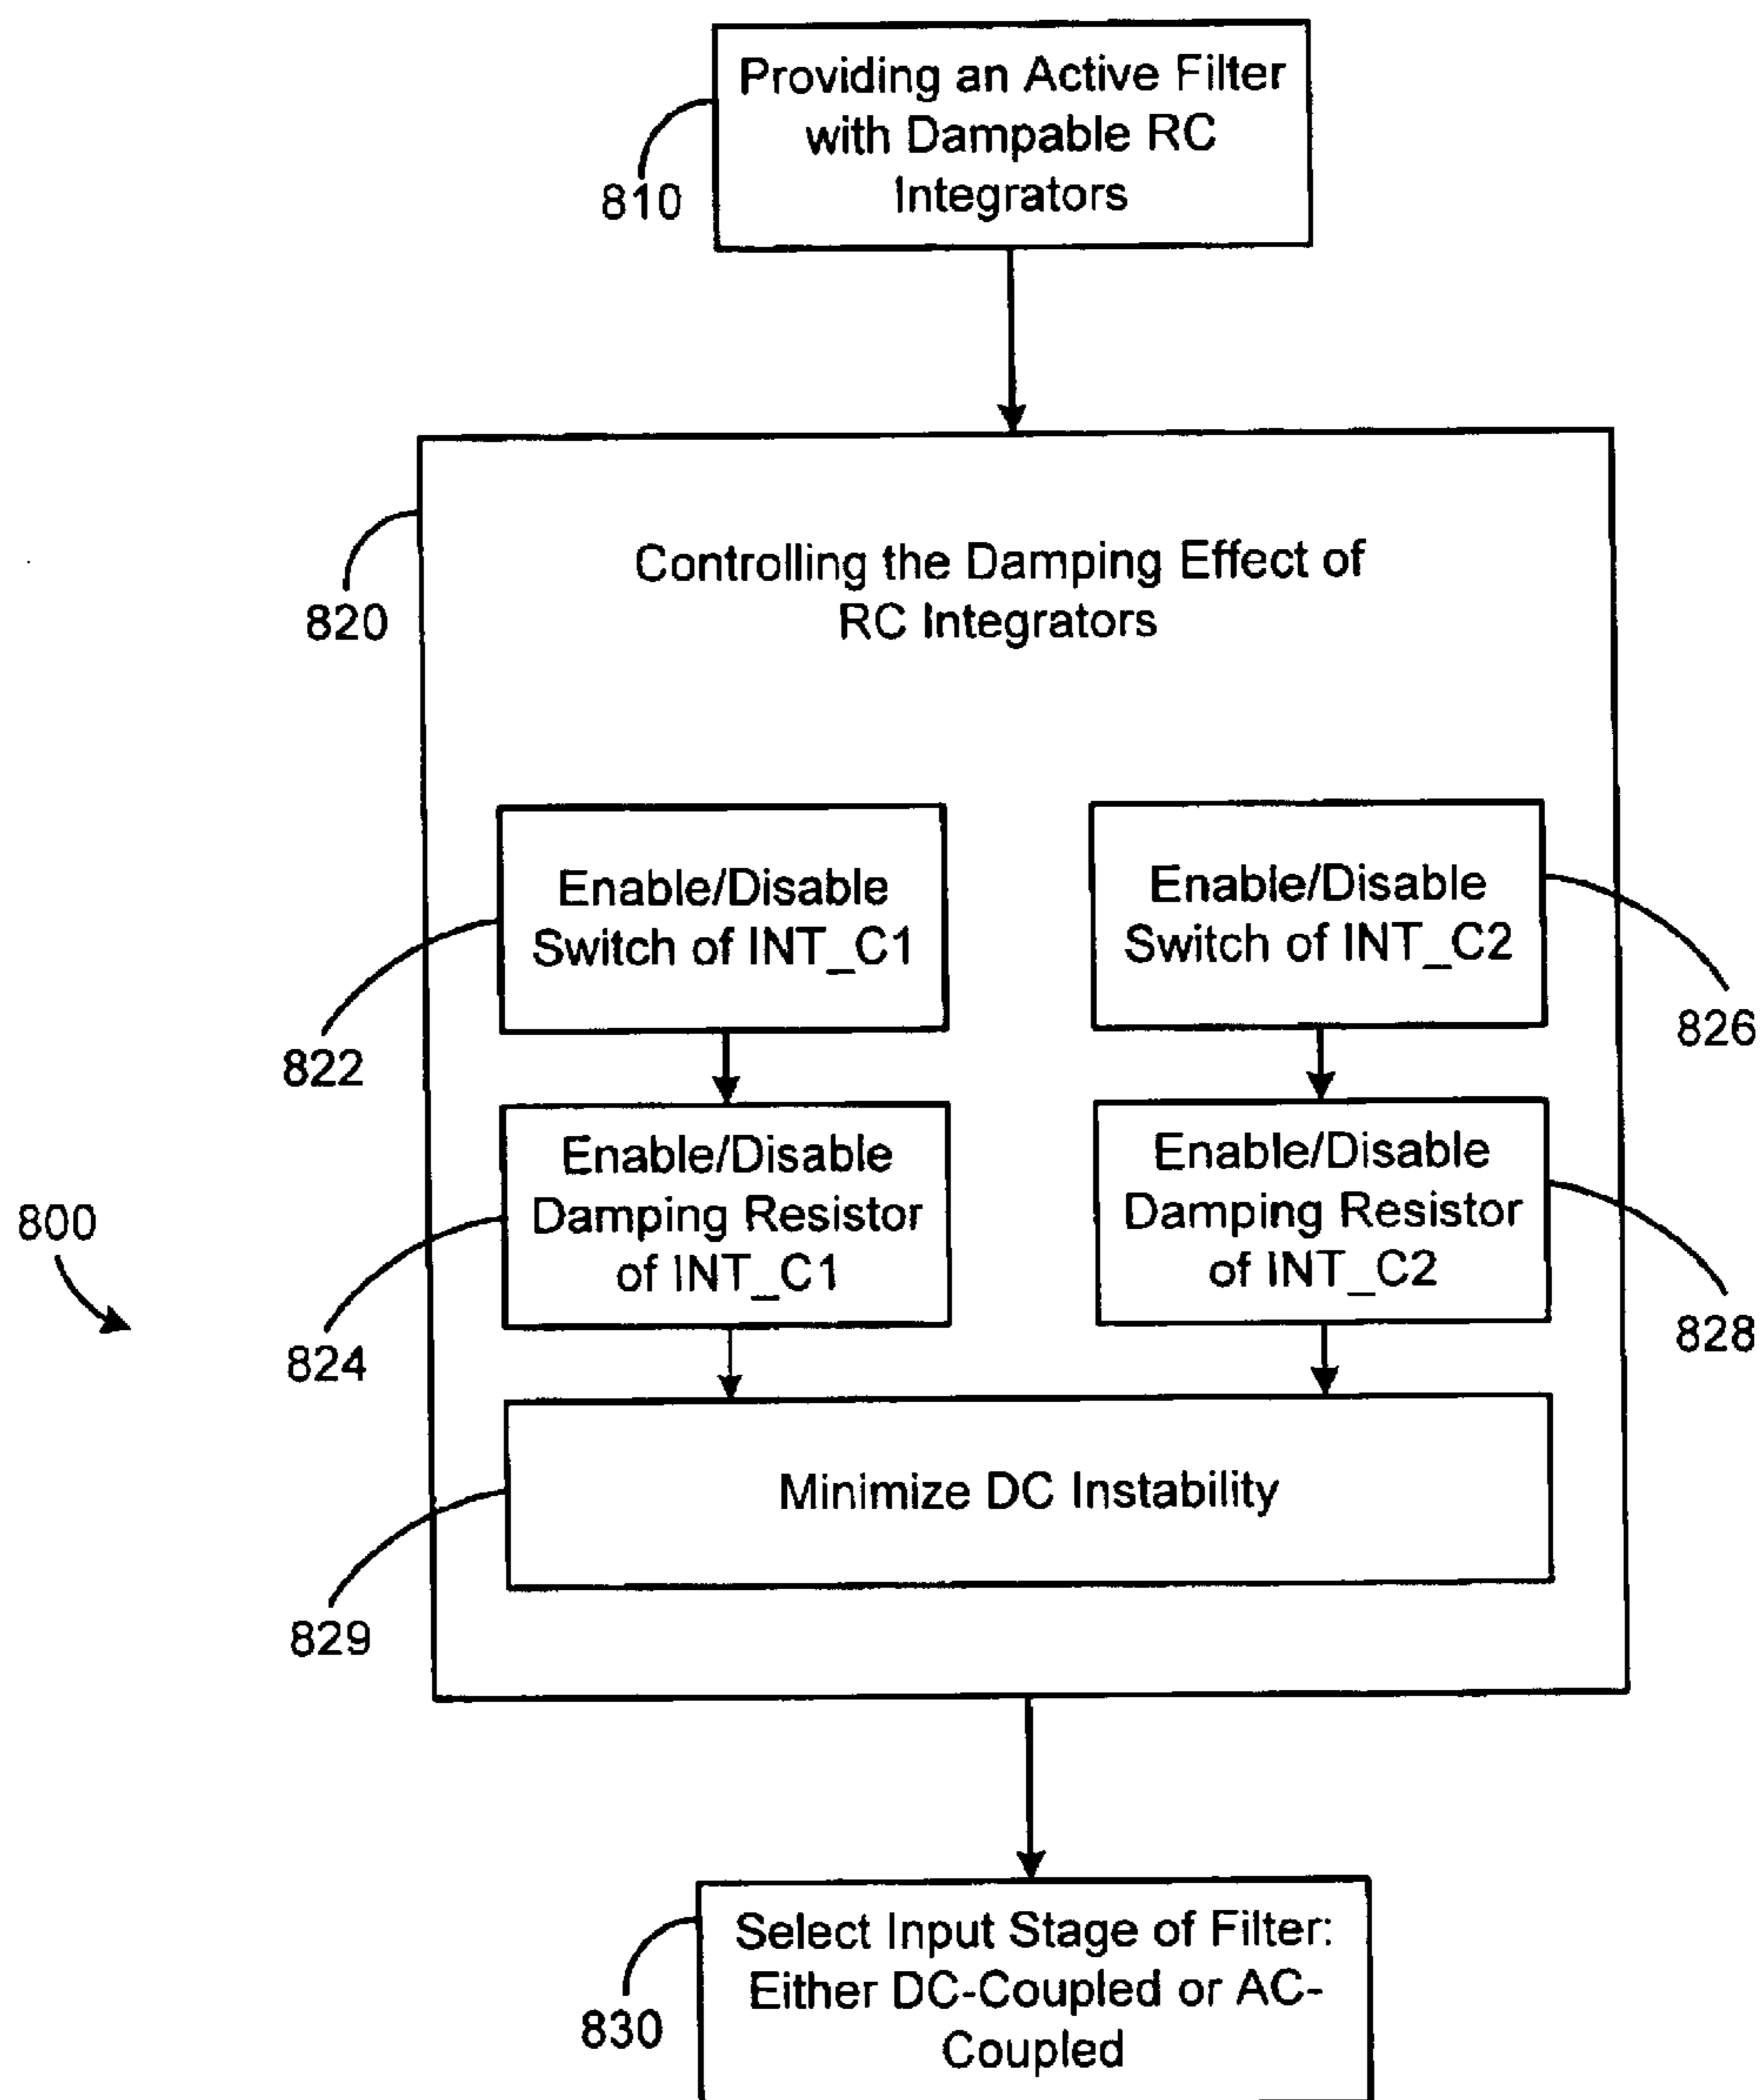 Providing an Active Filter
with Dampable RC
Integrators
810
Controlling the Damping Effect of
RC Integrators
820
Enable/Disable
Switch of INT_C1
822
Enable/Disable
Switch of INT_C2
826
Enable/Disable
Damping Resistor
of INT_C1
824
Enable/Disable
Damping Resistor
of INT_C2
828
800
Minimize DC Instability
829
Select Input Stage of Filter:
Either DC-Coupled or AC-
Coupled
830